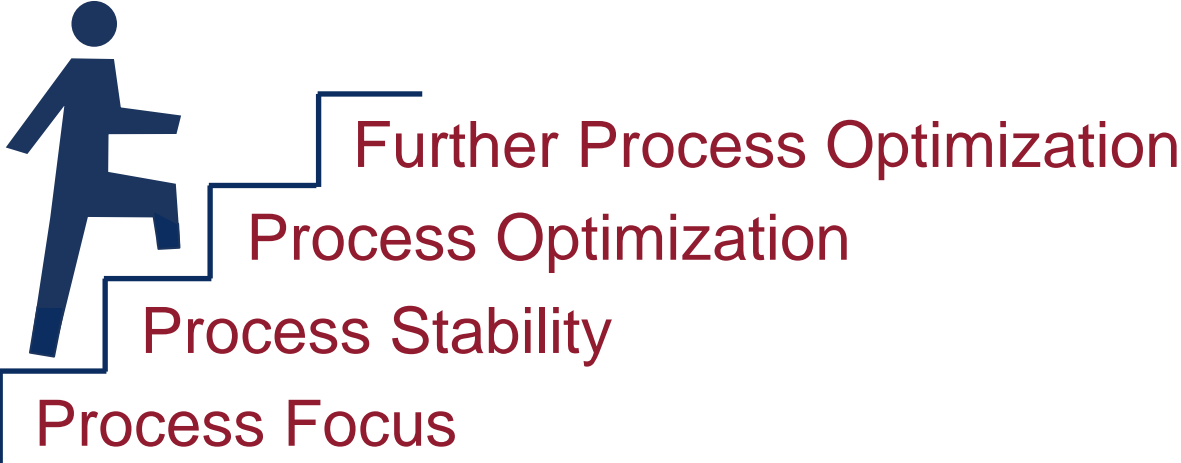 Further Process Optimization
Process Optimization
Process Stability
Process Focus